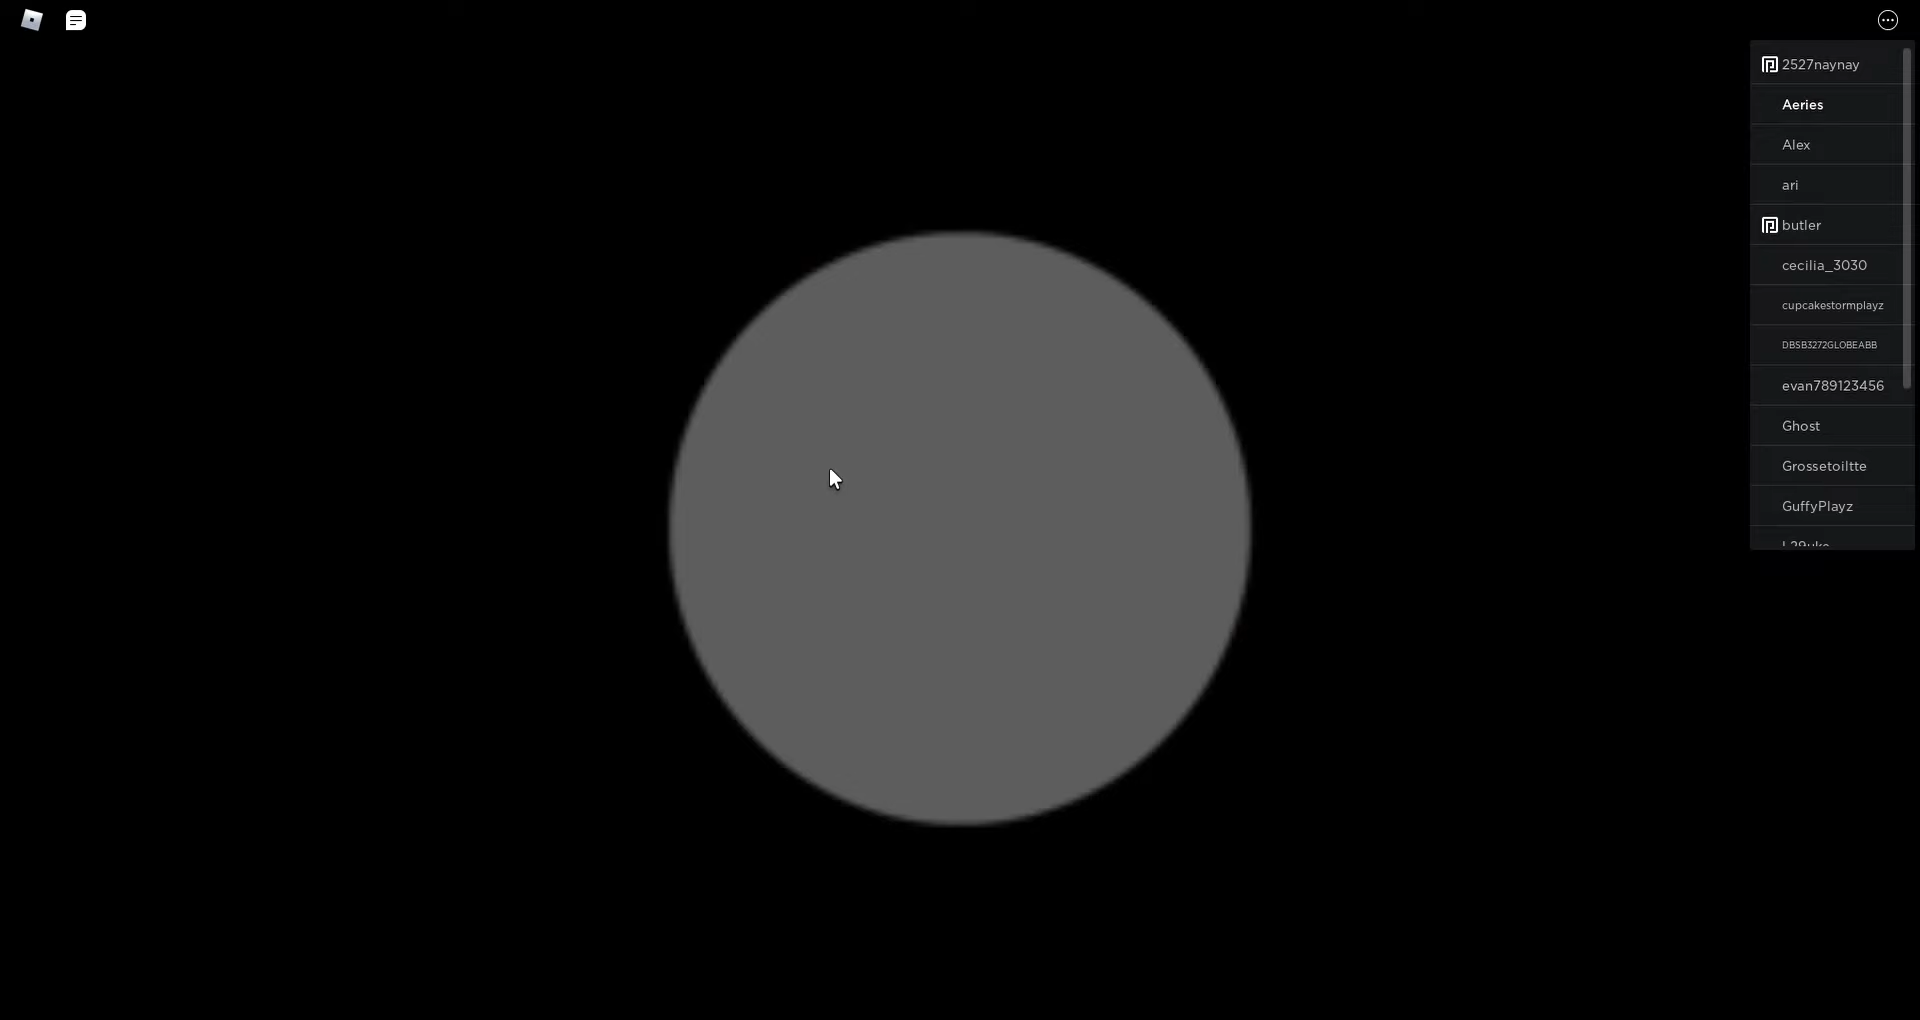 2527naynay
Aeries
Alex
ari
butler
cecilia_3030
cupcakestormplayz
DBSB3272GLOBEABB
evan789123456
Ghost
Grossetoiltte
GuffyPlayz